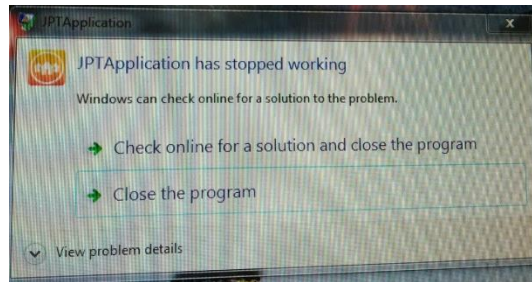 JPTApplication
x
JPTApplication has stopped working
Windows can check online for a solution to the problem.
Check online for a solution and close the program
Close the program
View problem details